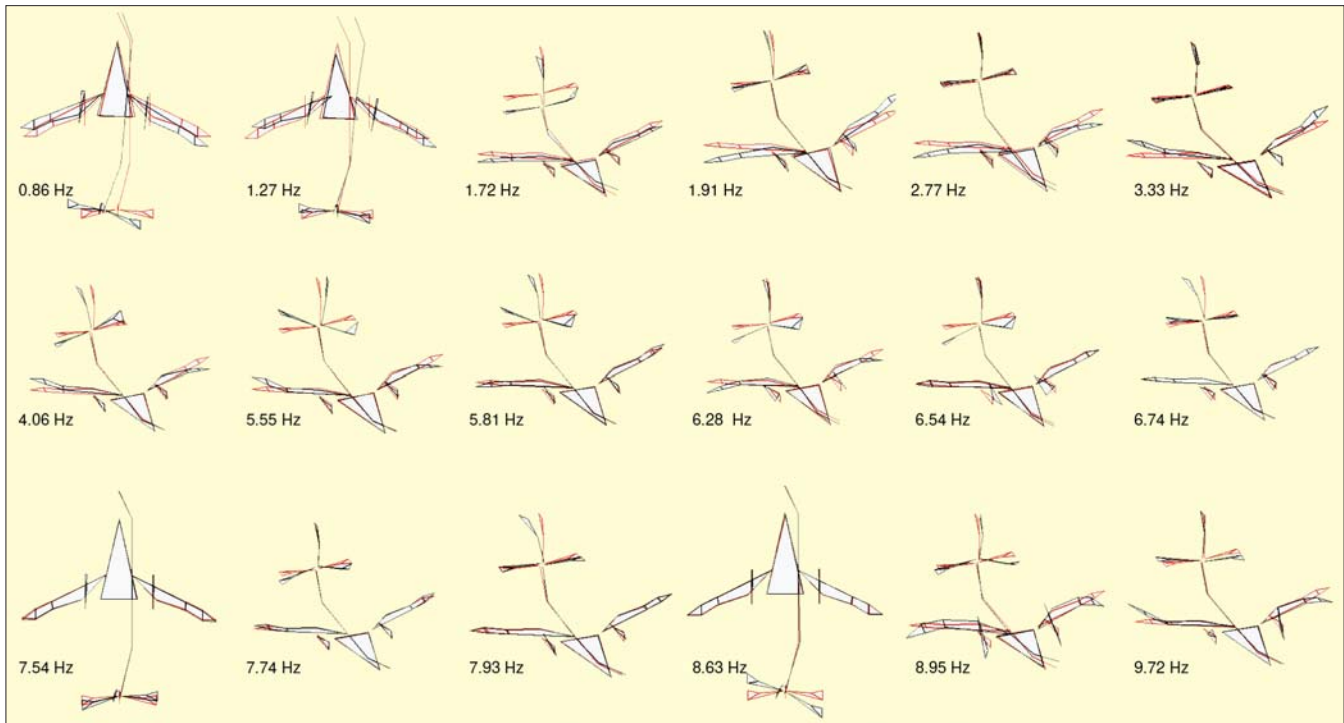 0.86 Hz
1.27 Hz
1.72 Hz
1.91 Hz
2.77 Hz
3.33 Hz
4.06 Hz
5.55 Hz
5.81 Hz
6.28 Hz
6.54 Hz
6.74 Hz
7.54 Hz
7.74 Hz
7.93 Hz
8.63 Hz
8.95 Hz
9.72 Hz